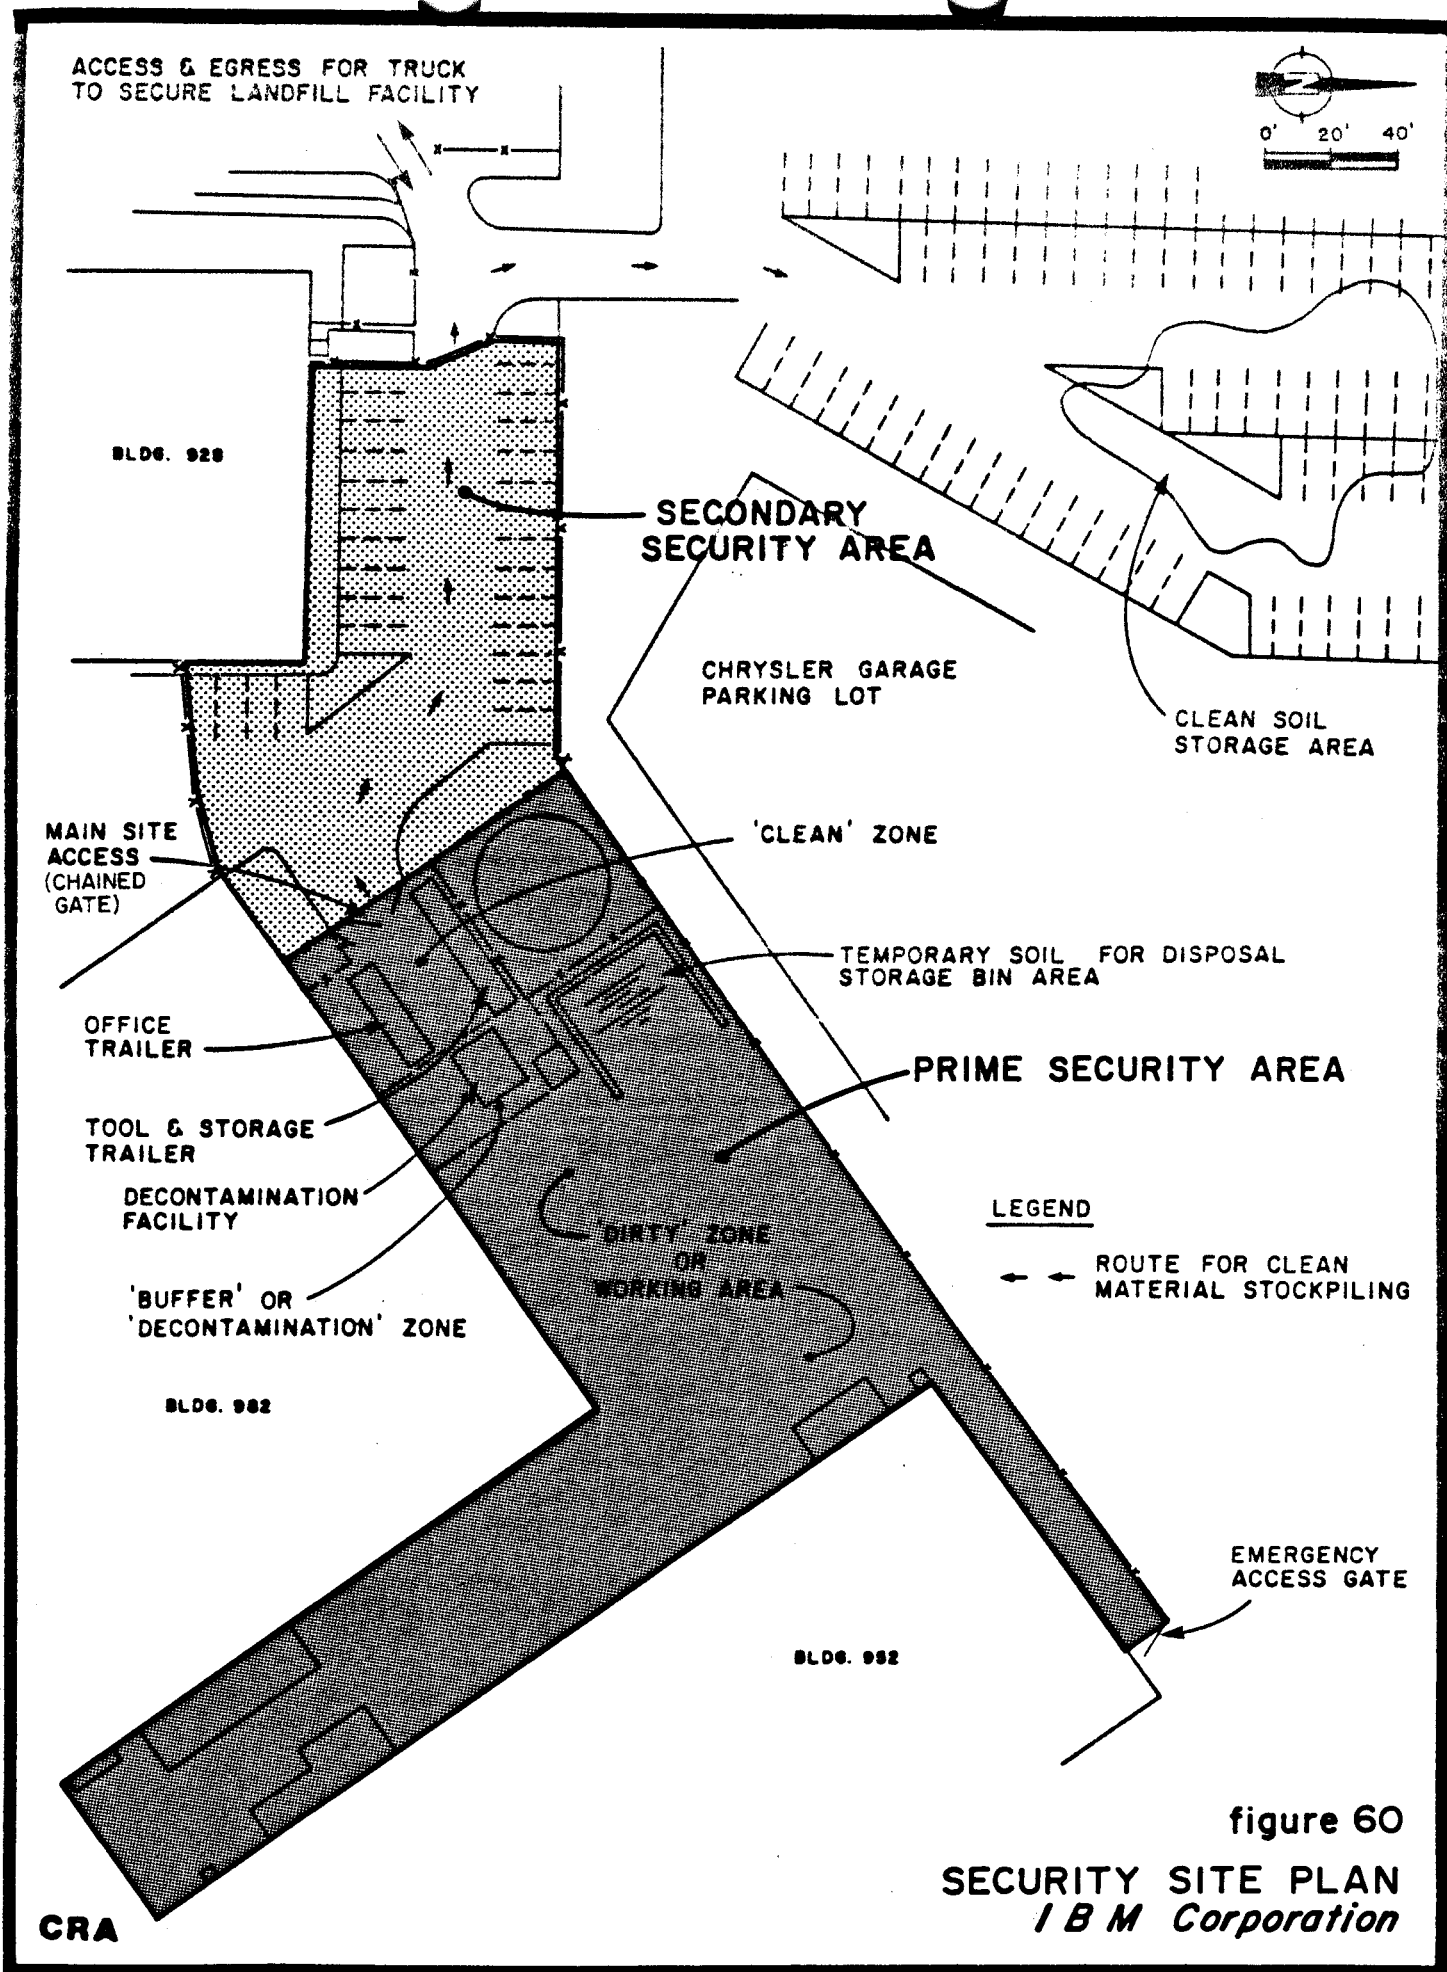 ACCESS & EGRESS FOR TRUCK
TO SECURE LANDFILL FACILITY
N
0' 20' 40'
BLDG. 928
SECONDARY
SECURITY AREA
CHRYSLER GARAGE
PARKING LOT
CLEAN SOIL
STORAGE AREA
MAIN SITE
ACCESS
(CHAINED
GATE)
'CLEAN' ZONE
TEMPORARY SOIL FOR DISPOSAL
STORAGE BIN AREA
OFFICE
TRAILER
PRIME SECURITY AREA
TOOL & STORAGE
TRAILER
DECONTAMINATION
FACILITY
'DIRTY' ZONE
OR
WORKING AREA
'BUFFER' OR
'DECONTAMINATION' ZONE
LEGEND
ROUTE FOR CLEAN
MATERIAL STOCKPILING
BLDG. 982
EMERGENCY
ACCESS GATE
BLDG. 952
figure 60
SECURITY SITE PLAN
IBM Corporation
CRA